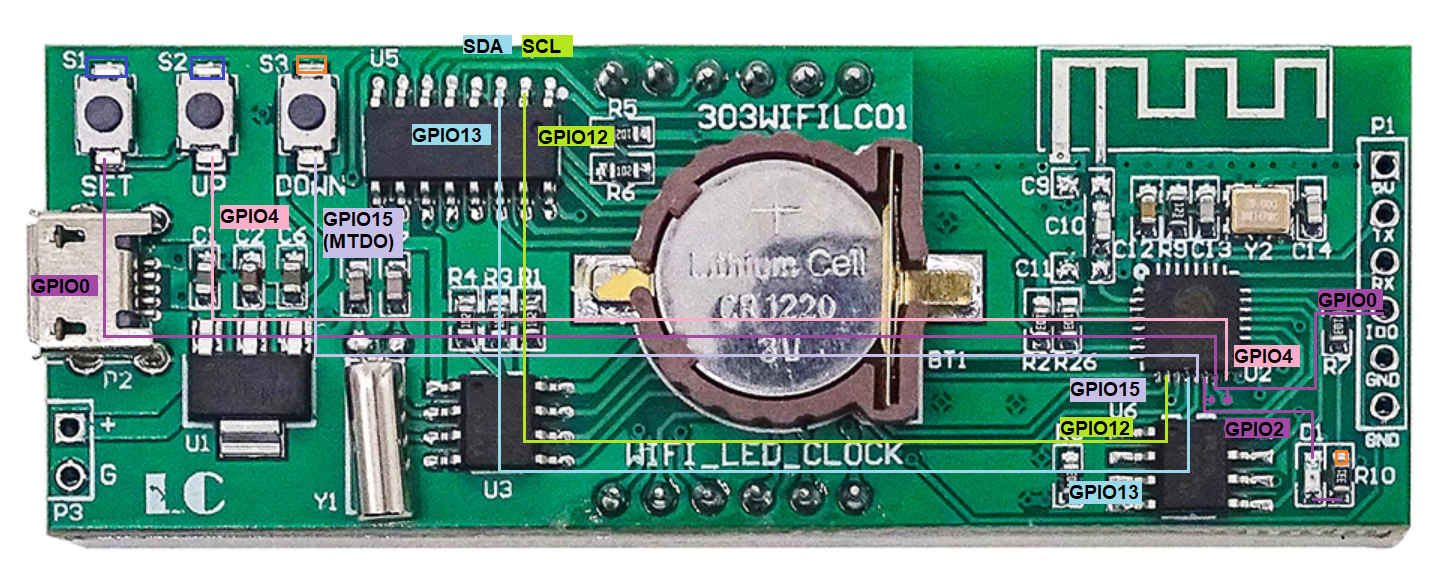 SDA
SCL
S1
S2
S3
U5
303WIFILC01
R5
102
R6
102
P1
GPIO13
GPIO12
SET
UP
DOWN
5V
TX
RX
IO0
GND
GND
GPIO4
GPIO15
(MTDO)
GPIO0
C1
C2
C6
C9
C10
C11
C12
R9
C13
Y2
C14
Lithium Cell
CR1220
3V
R4
R3
R1
GPIO0
R2
R26
BT1
U2
R7
GPIO4
GPIO15
P2
U1
U6
GPIO12
GPIO2
WIFI_LED_CLOCK
D1
GPIO13
R10
U3
Y1
+
G
P3
LC